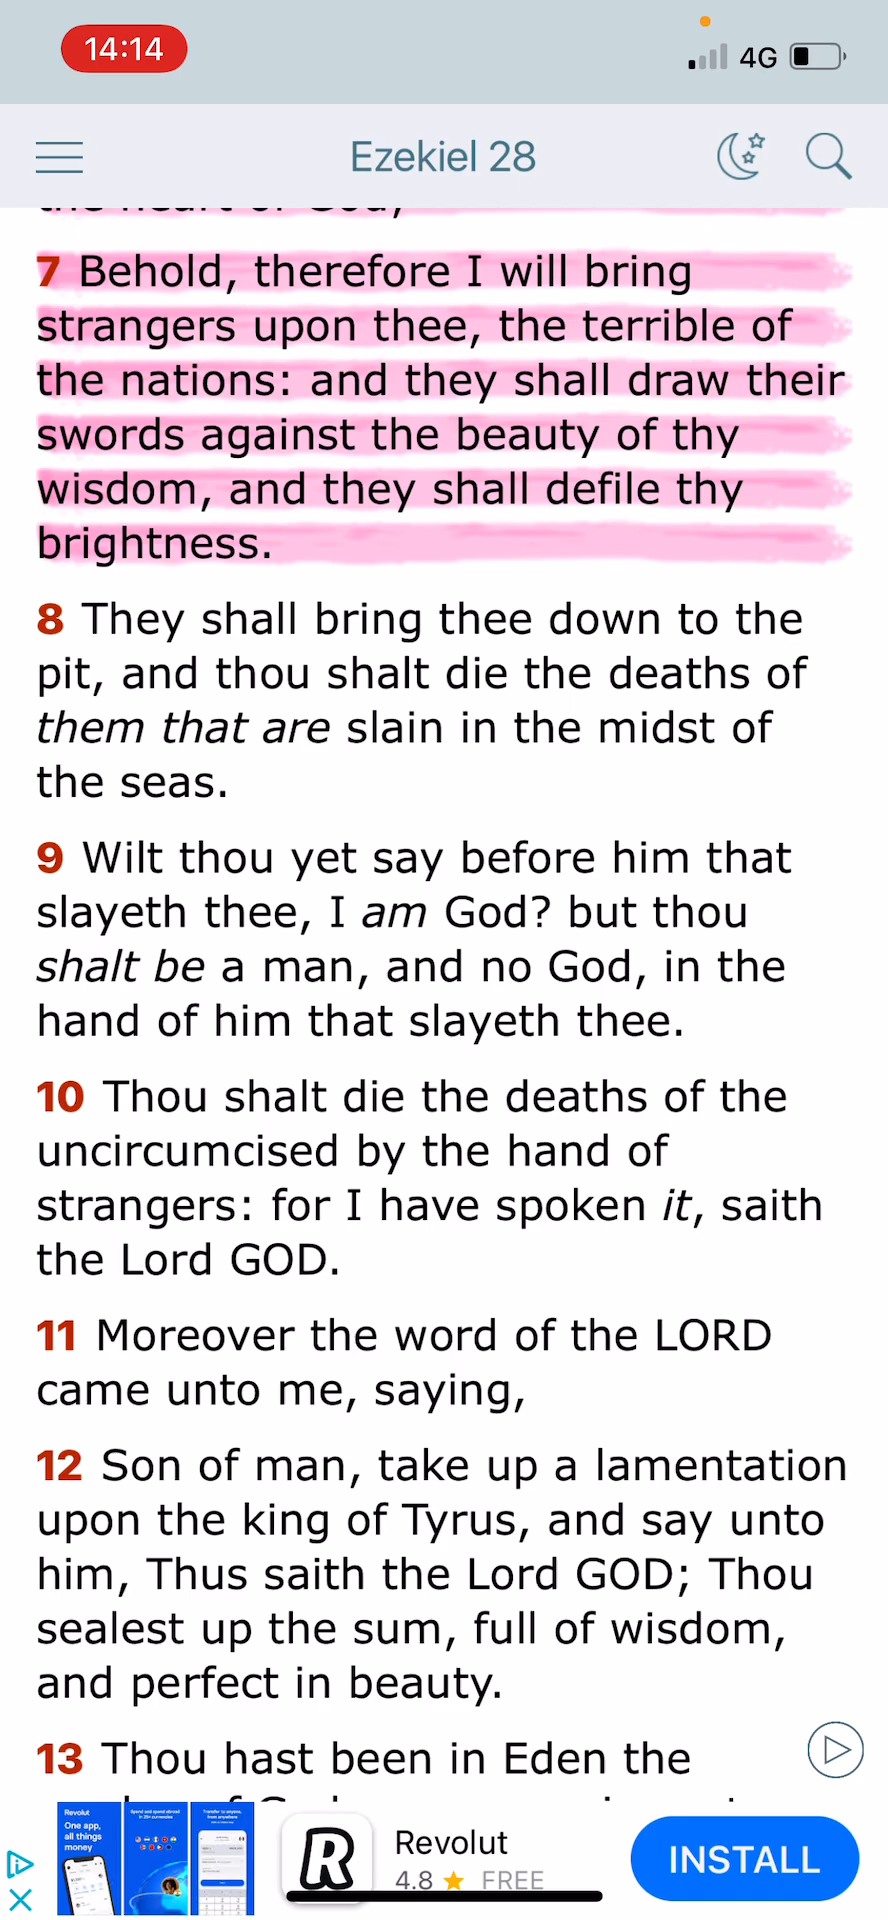 14:14
4G
Ezekiel 28
the heart of God;
7 Behold, therefore I will bring
strangers upon thee, the terrible of
the nations: and they shall draw their
swords against the beauty of thy
wisdom, and they shall defile thy
brightness.
8 They shall bring thee down to the
pit, and thou shalt die the deaths of
them that are slain in the midst of
the seas.
9 Wilt thou yet say before him that
slayeth thee, I am God? but thou
shalt be a man, and no God, in the
hand of him that slayeth thee.
10 Thou shalt die the deaths of the
uncircumcised by the hand of
strangers: for I have spoken it, saith
the Lord GOD.
11 Moreover the word of the LORD
came unto me, saying,
12 Son of man, take up a lamentation
upon the king of Tyrus, and say unto
him, Thus saith the Lord GOD; Thou
sealest up the sum, full of wisdom,
and perfect in beauty.
13 Thou hast been in Eden the
Revolut
One app,
all things
money
R
Revolut
4.8 ★ FREE
INSTALL